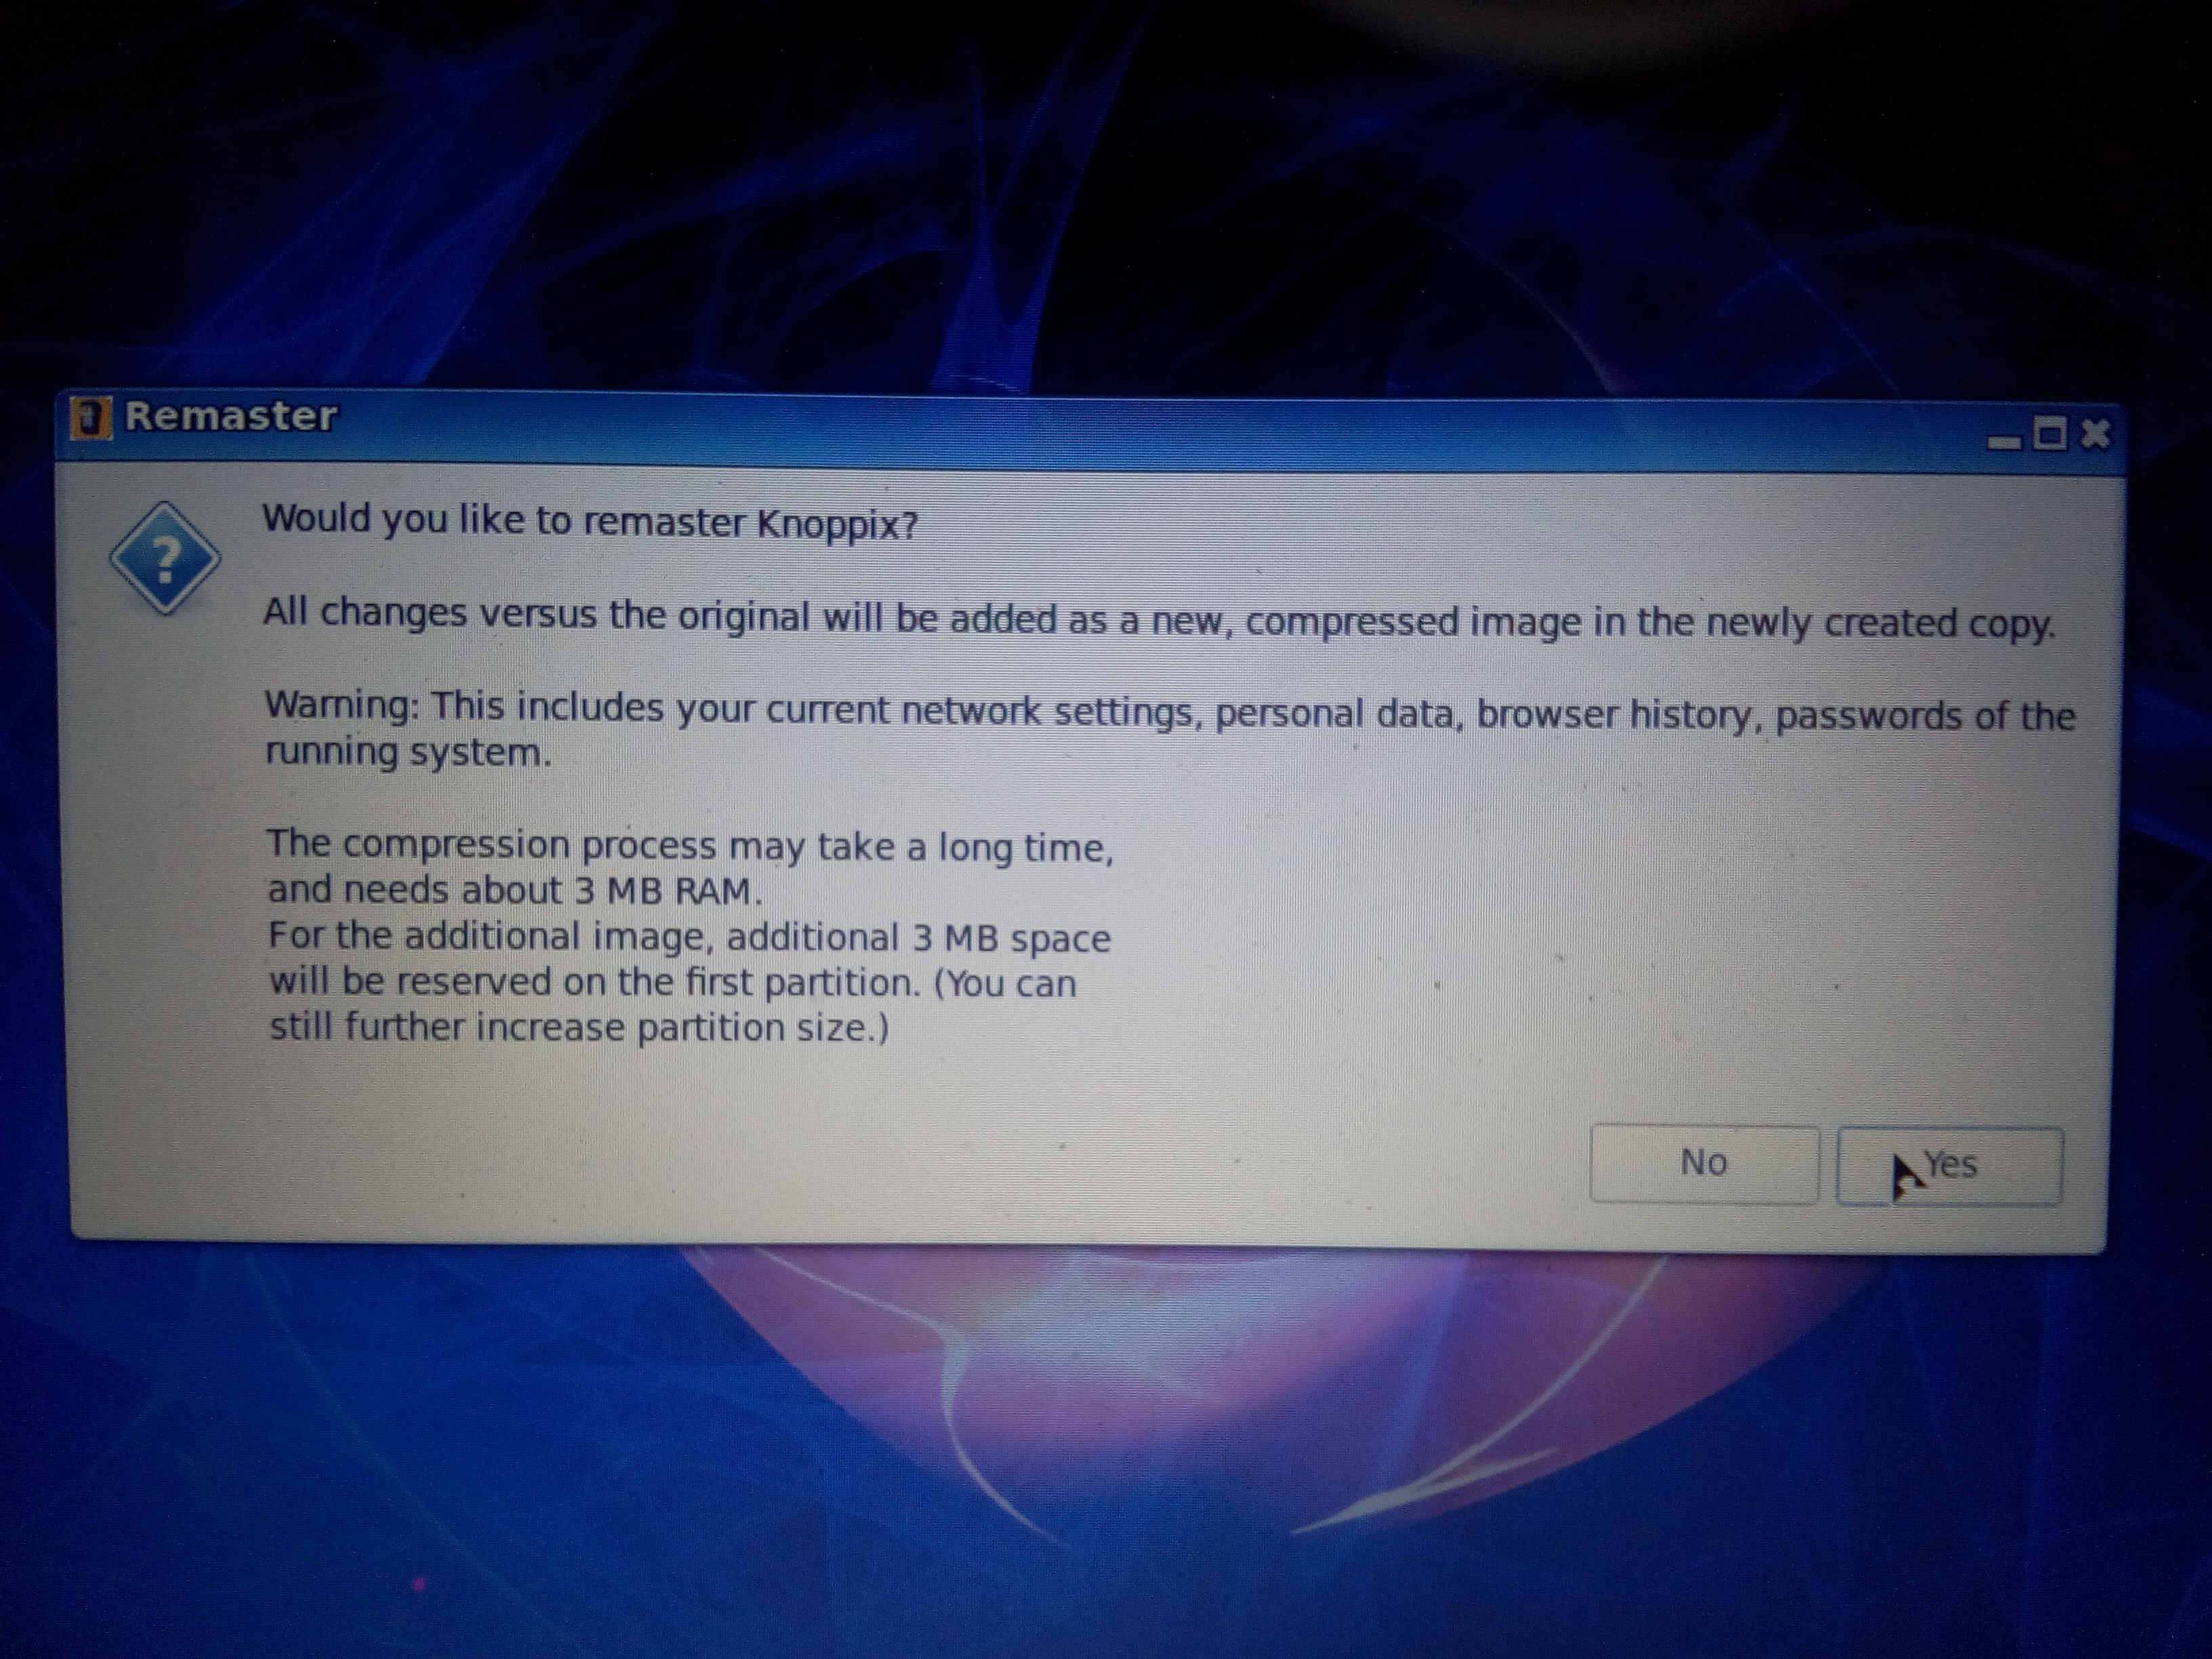 Remaster
Would you like to remaster Knoppix?
All changes versus the original will be added as a new, compressed image in the newly created copy.
Warning: This includes your current network settings, personal data, browser history, passwords of the
running system.
The compression process may take a long time,
and needs about 3 MB RAM.
For the additional image, additional 3 MB space
will be reserved on the first partition. (You can
still further increase partition size.)
No
Yes